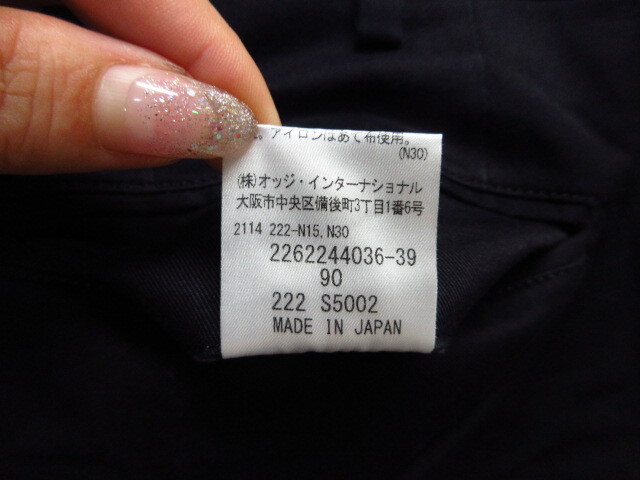 。アイロンはあて布使用。
(N30)
(株)オッジ・インターナショナル
大阪市中央区備後町3丁目1番6号
2114 222-N15,N30
2262244036-39
90
222 S5002
MADE IN JAPAN